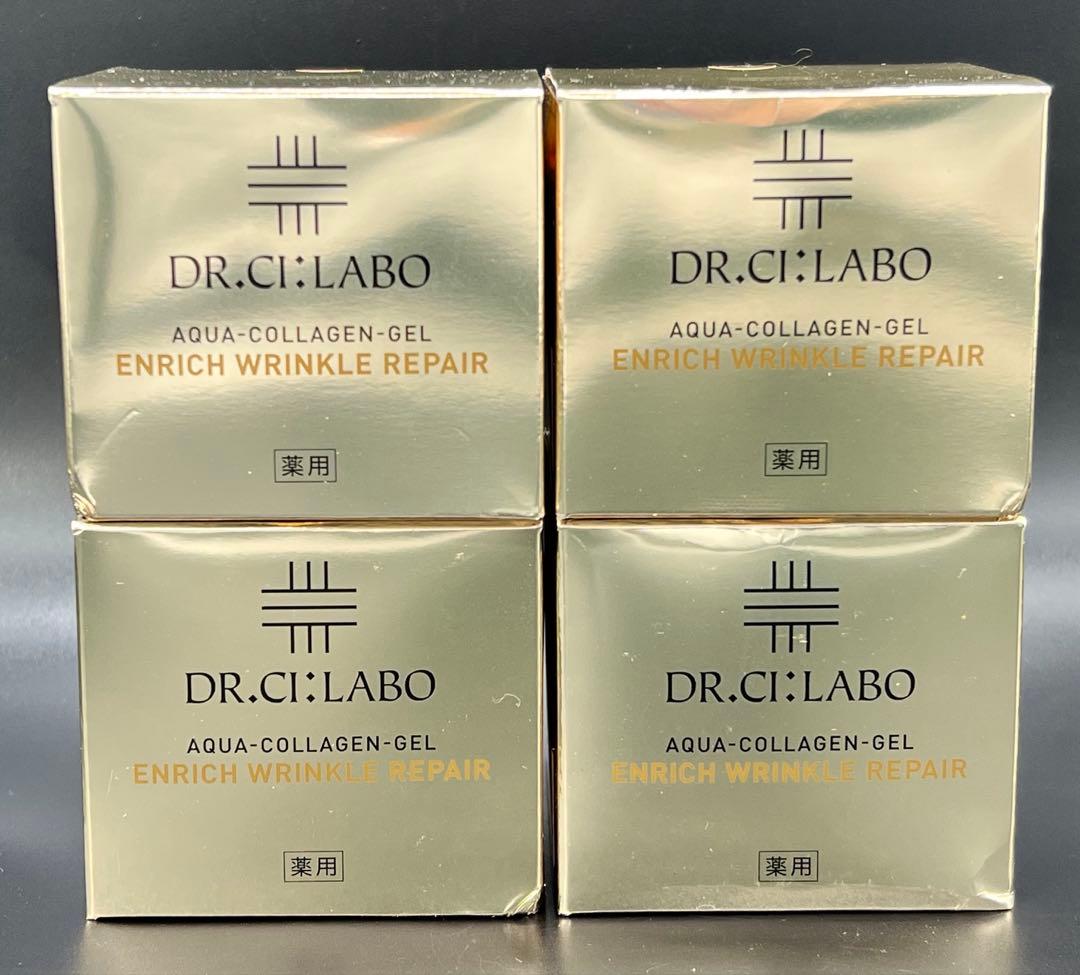 DR.CI:LABO
AQUA-COLLAGEN-GEL
ENRICH WRINKLE REPAIR
薬用
DR.CI:LABO
AQUA-COLLAGEN-GEL
ENRICH WRINKLE REPAIR
薬用
DR.CI:LABO
AQUA-COLLAGEN-GEL
ENRICH WRINKLE REPAIR
薬用
DR.CI:LABO
AQUA-COLLAGEN-GEL
ENRICH WRINKLE REPAIR
薬用